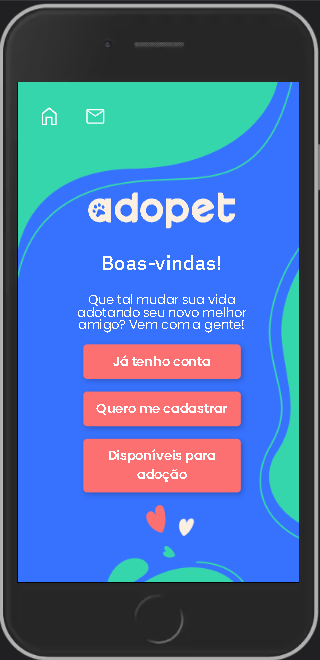 adopet
Boas-vindas!
Que tal mudar sua vida
adotando seu novo melhor
amigo? Vem com a gente!
Já tenho conta
Quero me cadastrar
Disponíveis para
adoção